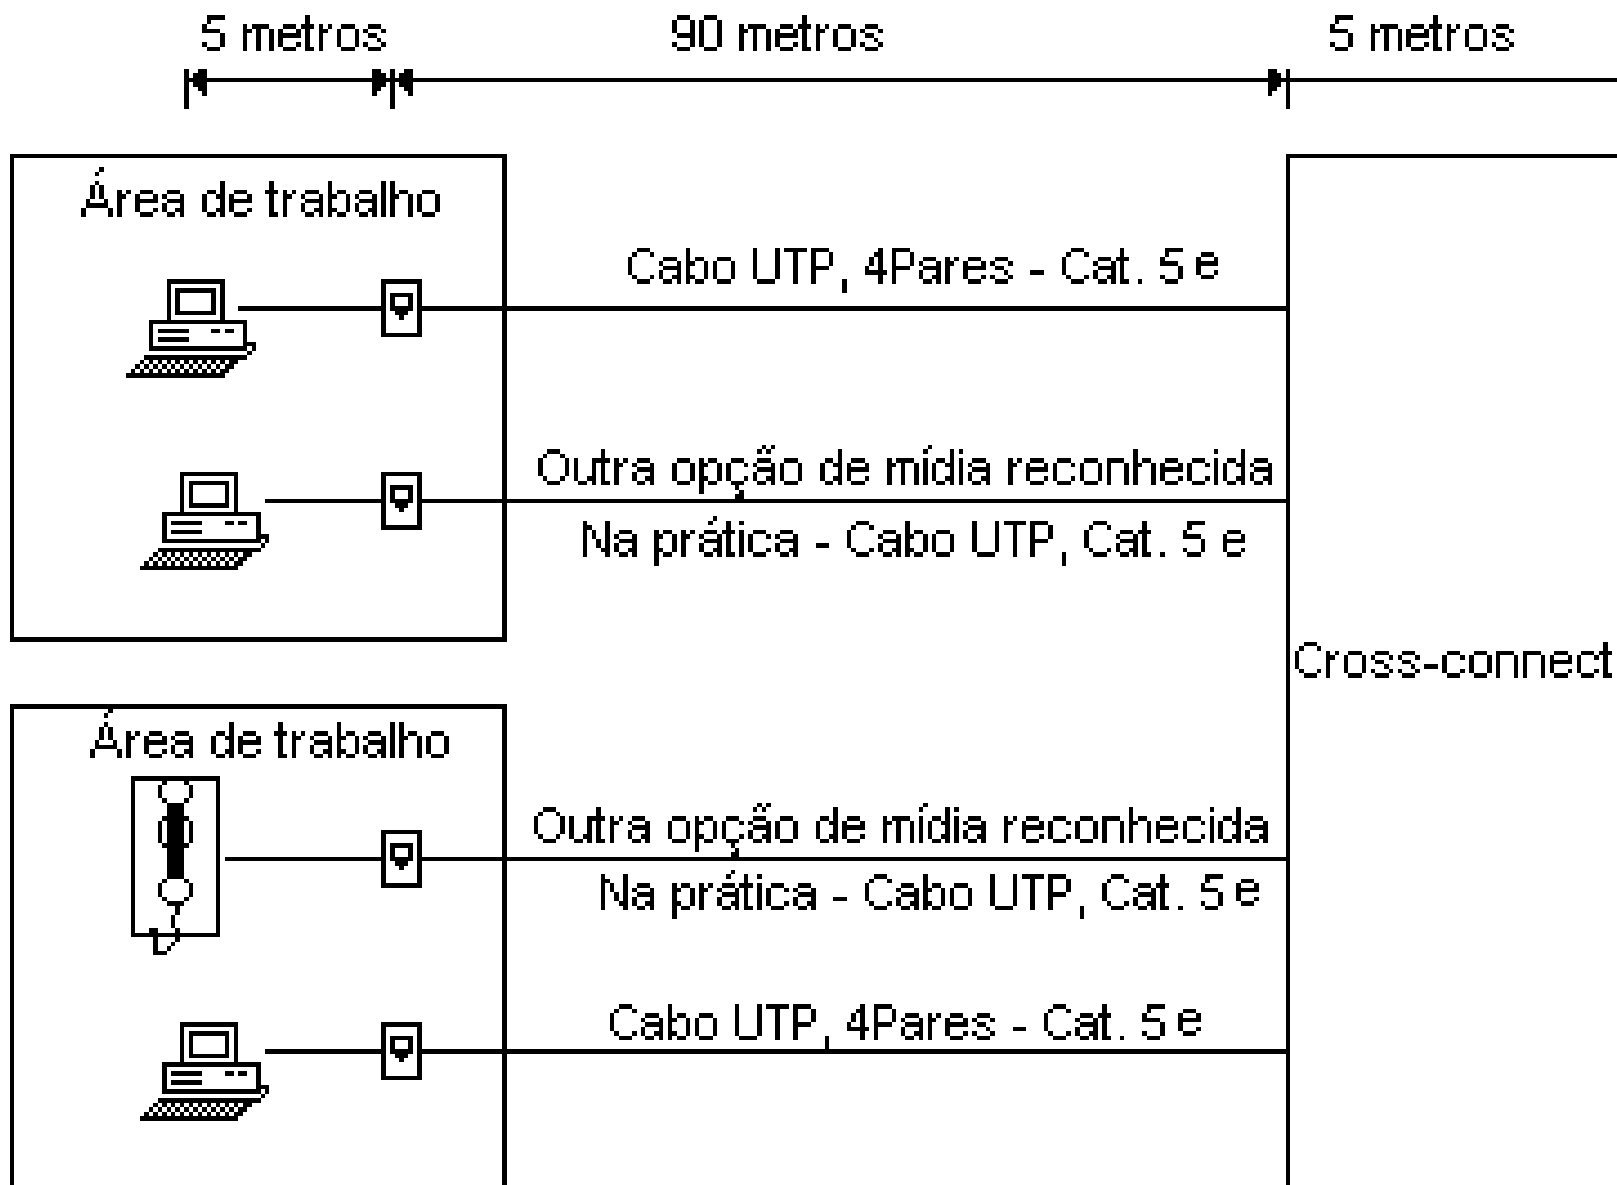 5 metros
90 metros
5 metros
Área de trabalho
Cabo UTP, 4Pares - Cat. 5 e
Outra opção de mídia reconhecida
Na prática - Cabo UTP, Cat. 5 e
Cross-connect
Área de trabalho
Outra opção de mídia reconhecida
Na prática - Cabo UTP, Cat. 5 e
Cabo UTP, 4Pares - Cat. 5 e